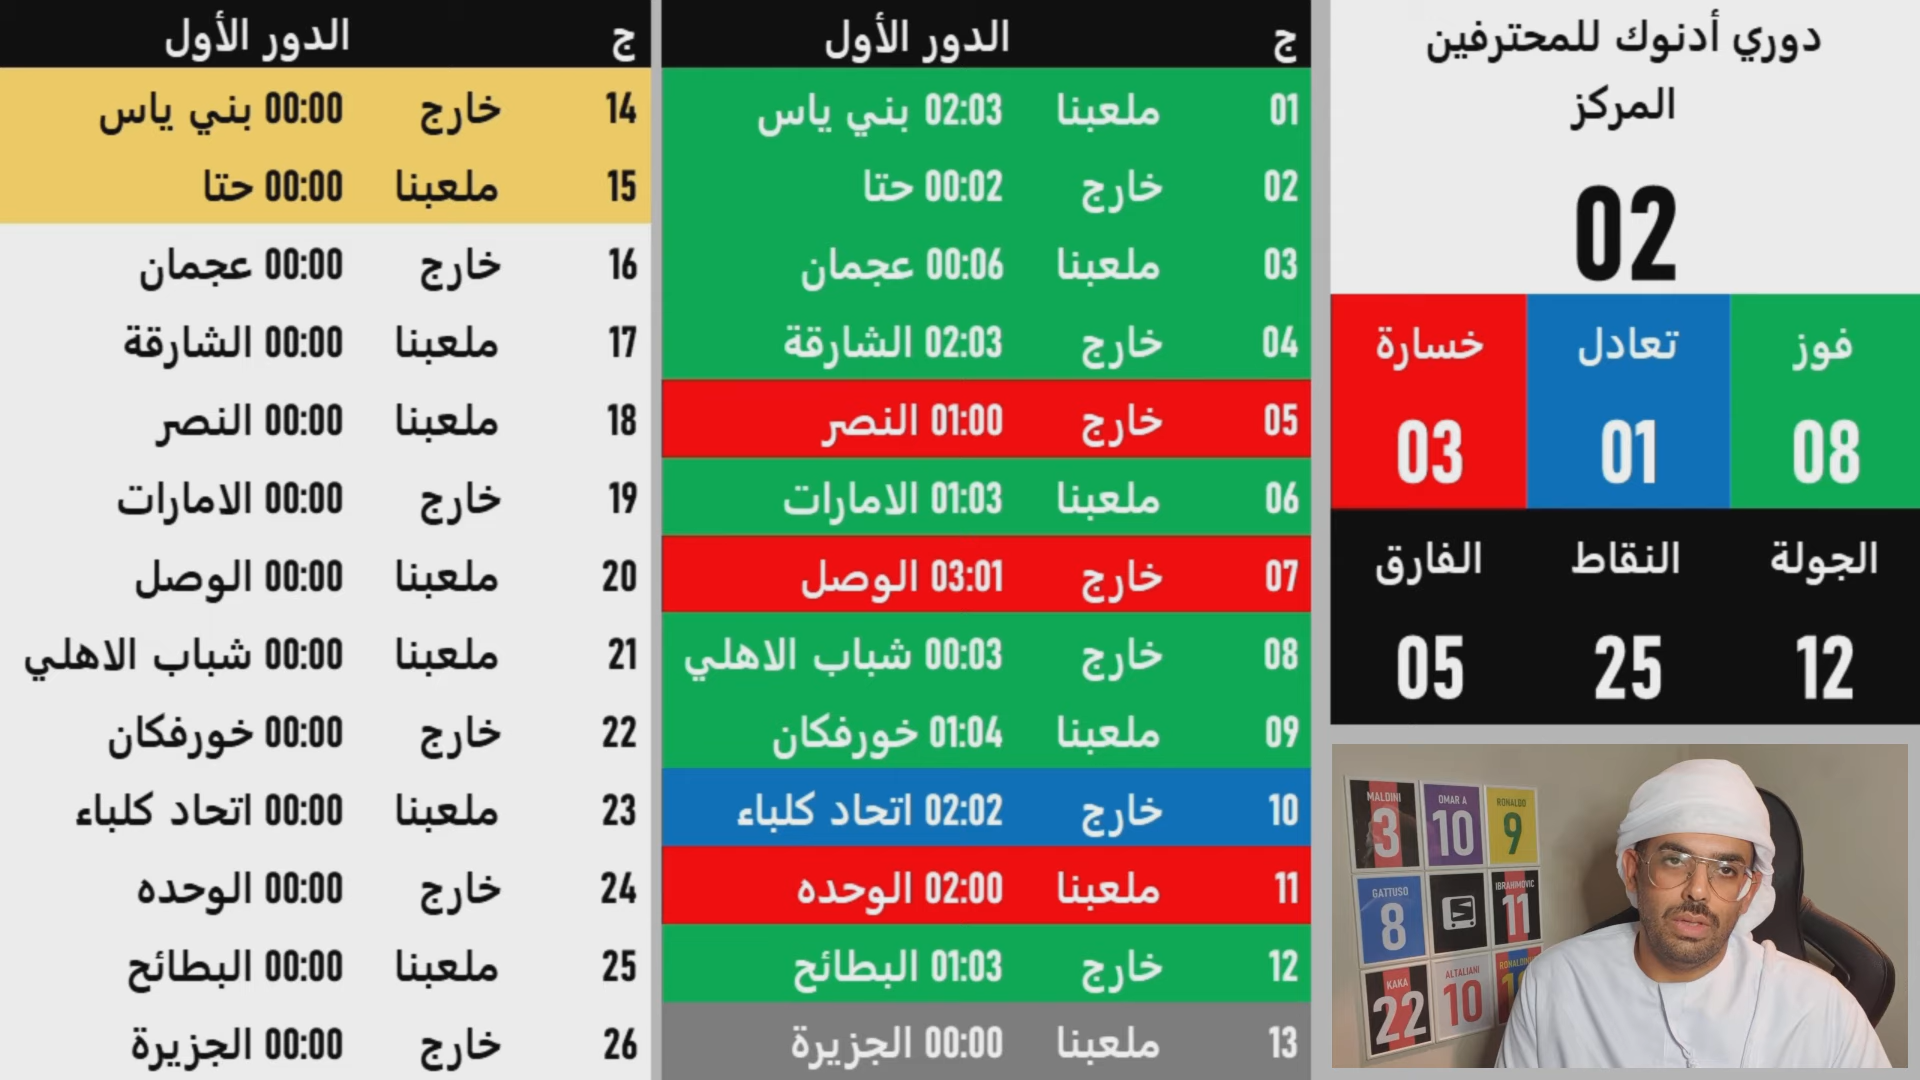 دوري أدنوك للمحترفين
المركز
02
فوز تعادل خسارة
08 01 03
الجولة النقاط الفارق
12 25 05
ج الدور الأول
01 ملعبنا 02:03 بني ياس
02 خارج 00:02 حتا
03 ملعبنا 00:06 عجمان
04 خارج 02:03 الشارقة
05 خارج 01:00 النصر
06 ملعبنا 01:03 الامارات
07 خارج 03:01 الوصل
08 خارج 00:03 شباب الاهلي
09 ملعبنا 01:04 خورفكان
10 خارج 02:02 اتحاد كلباء
11 ملعبنا 02:00 الوحده
12 خارج 01:03 البطائح
13 ملعبنا 00:00 الجزيرة
ج الدور الأول
14 خارج 00:00 بني ياس
15 ملعبنا 00:00 حتا
16 خارج 00:00 عجمان
17 ملعبنا 00:00 الشارقة
18 ملعبنا 00:00 النصر
19 خارج 00:00 الامارات
20 ملعبنا 00:00 الوصل
21 ملعبنا 00:00 شباب الاهلي
22 خارج 00:00 خورفكان
23 ملعبنا 00:00 اتحاد كلباء
24 خارج 00:00 الوحده
25 ملعبنا 00:00 البطائح
26 خارج 00:00 الجزيرة
MALDINI
3
OMAR A
10
RONALDO
9
GATTUSO
8
IBRAHIMOVIC
11
KAKA
22
ALTALIANI
10